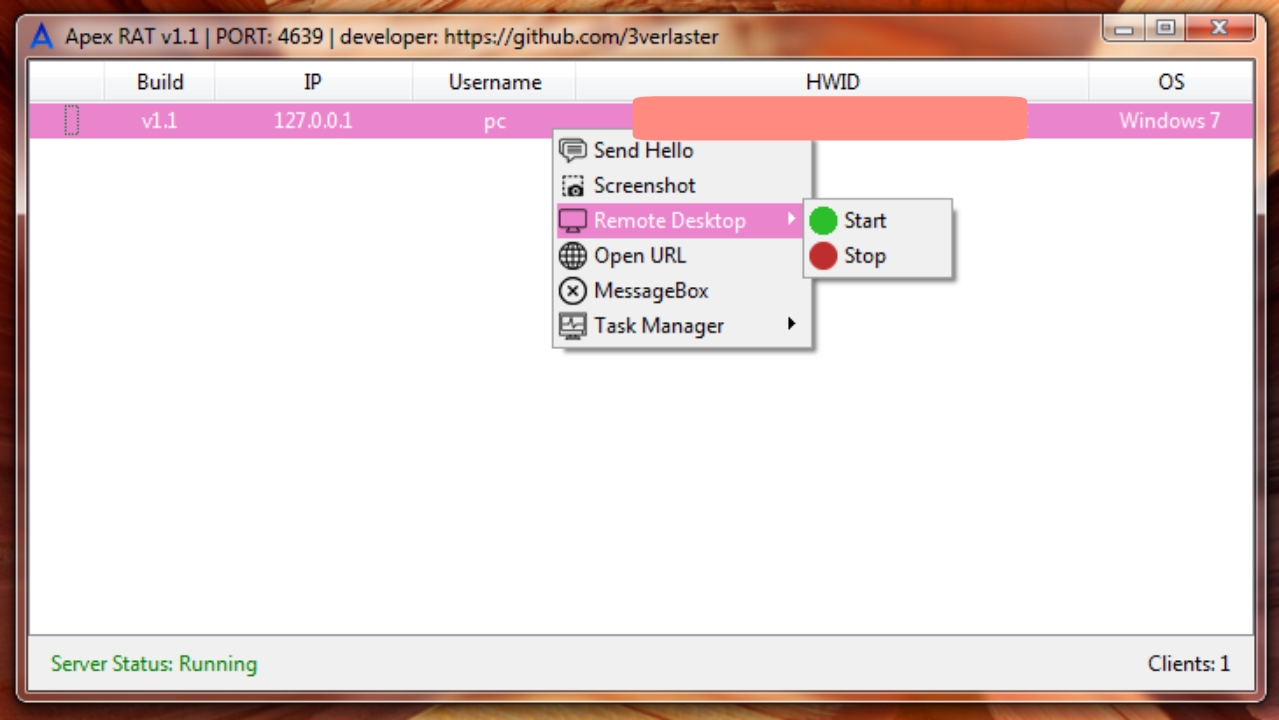 Apex RAT v1.1 | PORT: 4639 | developer: https://github.com/3verlaster
Build IP Username HWID OS
v1.1 127.0.0.1 pc Windows 7
Send Hello
Screenshot
Remote Desktop Start
Open URL Stop
MessageBox
Task Manager
Server Status: Running Clients: 1